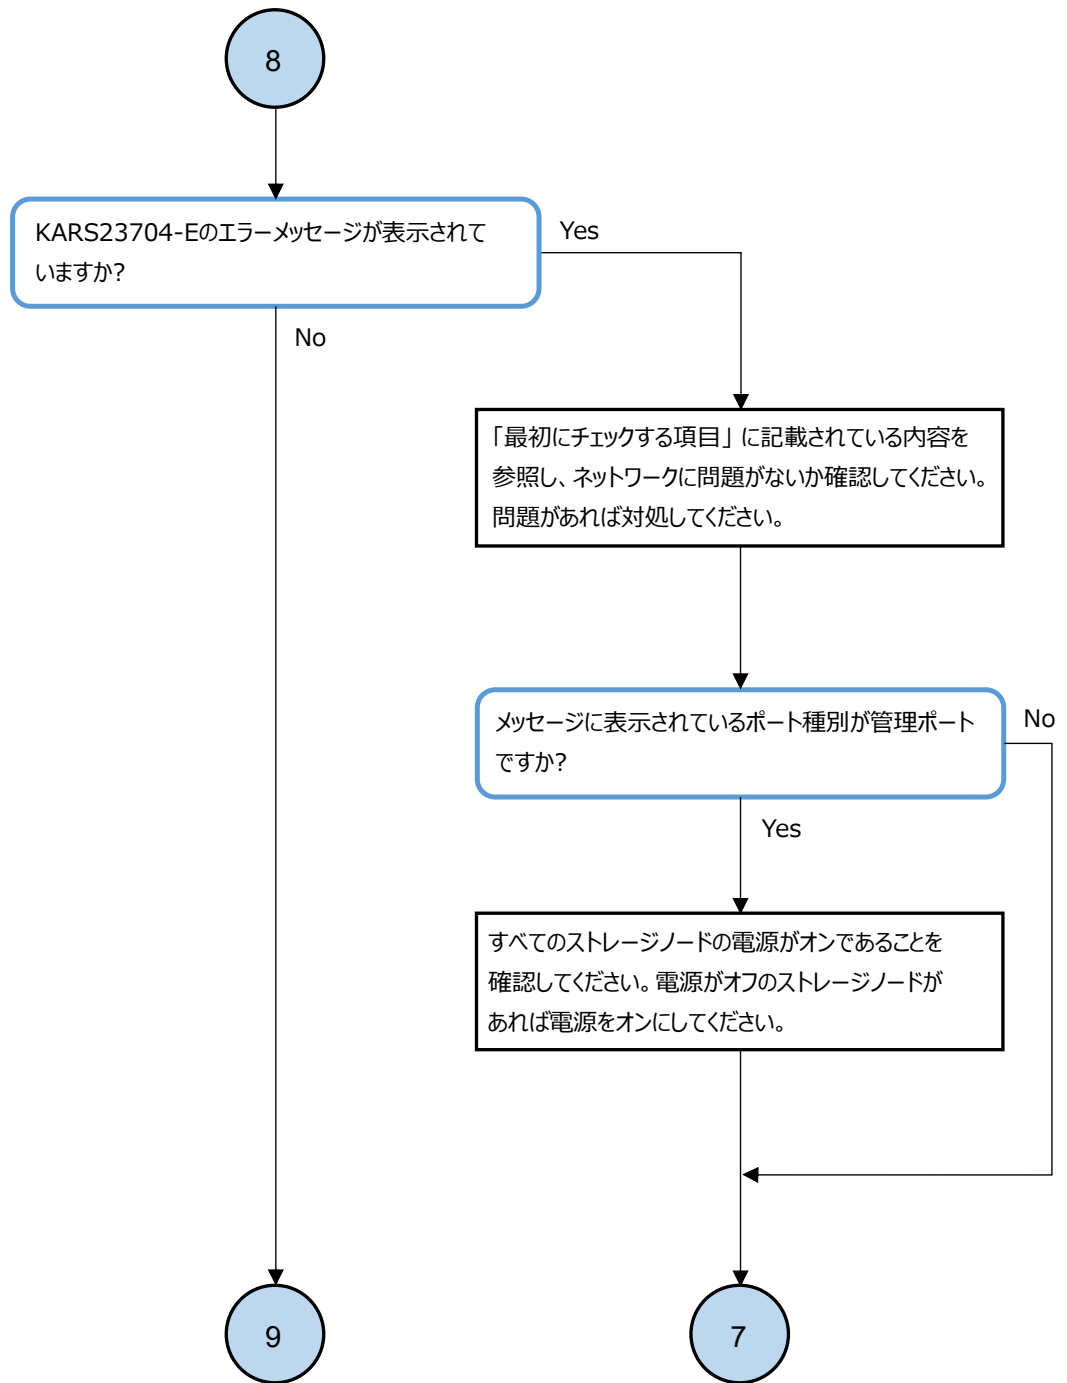 8
KARS23704-Eのエラーメッセージが表示されて
いますか?
Yes
No
「最初にチェックする項目」に記載されている内容を
参照し、ネットワークに問題がないか確認してください。
問題があれば対処してください。
メッセージに表示されているポート種別が管理ポート
ですか?
No
Yes
すべてのストレージノードの電源がオンであることを
確認してください。電源がオフのストレージノードが
あれば電源をオンにしてください。
9
7